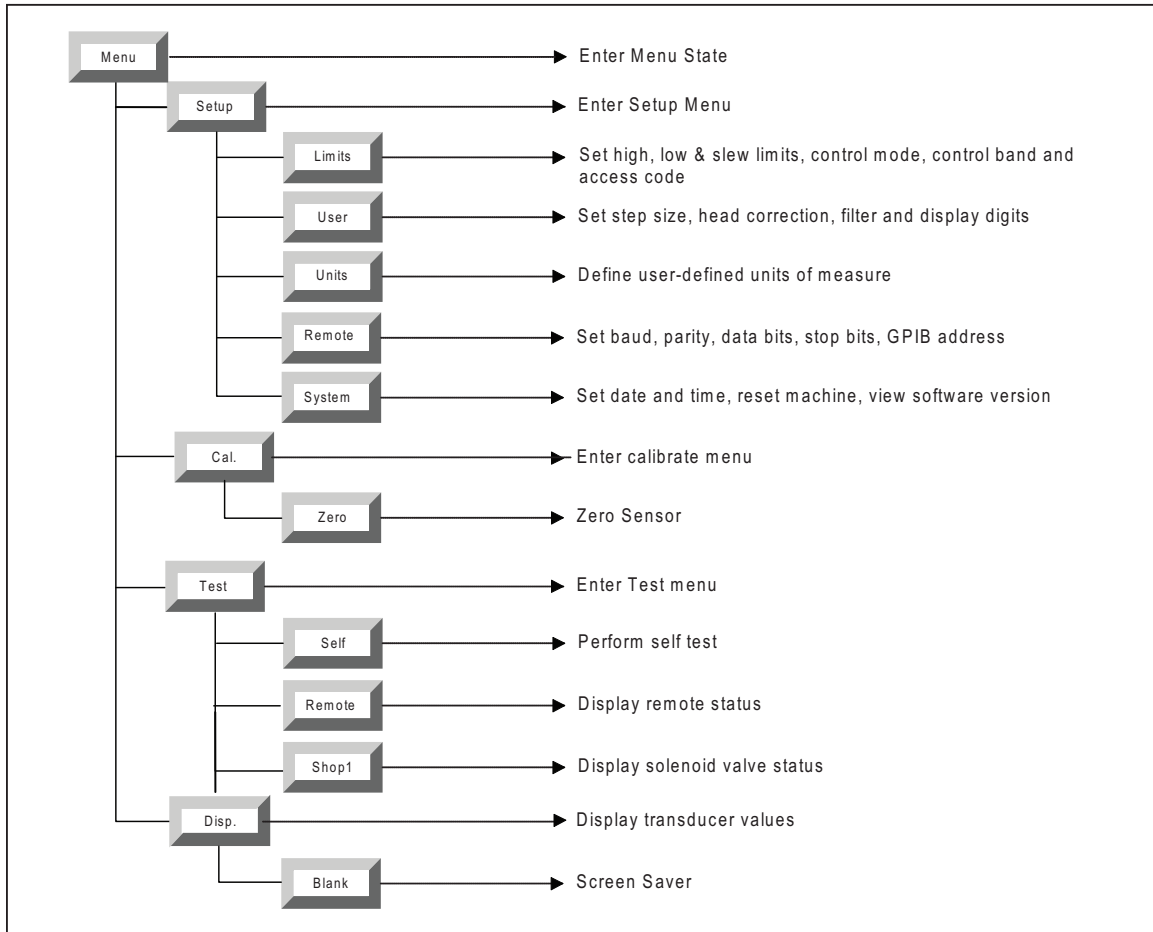 Menu
Enter Menu State
Setup
Enter Setup Menu
Limits
Set high, low & slew limits, control mode, control band and
access code
User
Set step size, head correction, filter and display digits
Units
Define user-defined units of measure
Remote
Set baud, parity, data bits, stop bits, GPIB address
System
Set date and time, reset machine, view software version
Cal.
Enter calibrate menu
Zero
Zero Sensor
Test
Enter Test menu
Self
Perform self test
Remote
Display remote status
Shop1
Display solenoid valve status
Disp.
Display transducer values
Blank
Screen Saver